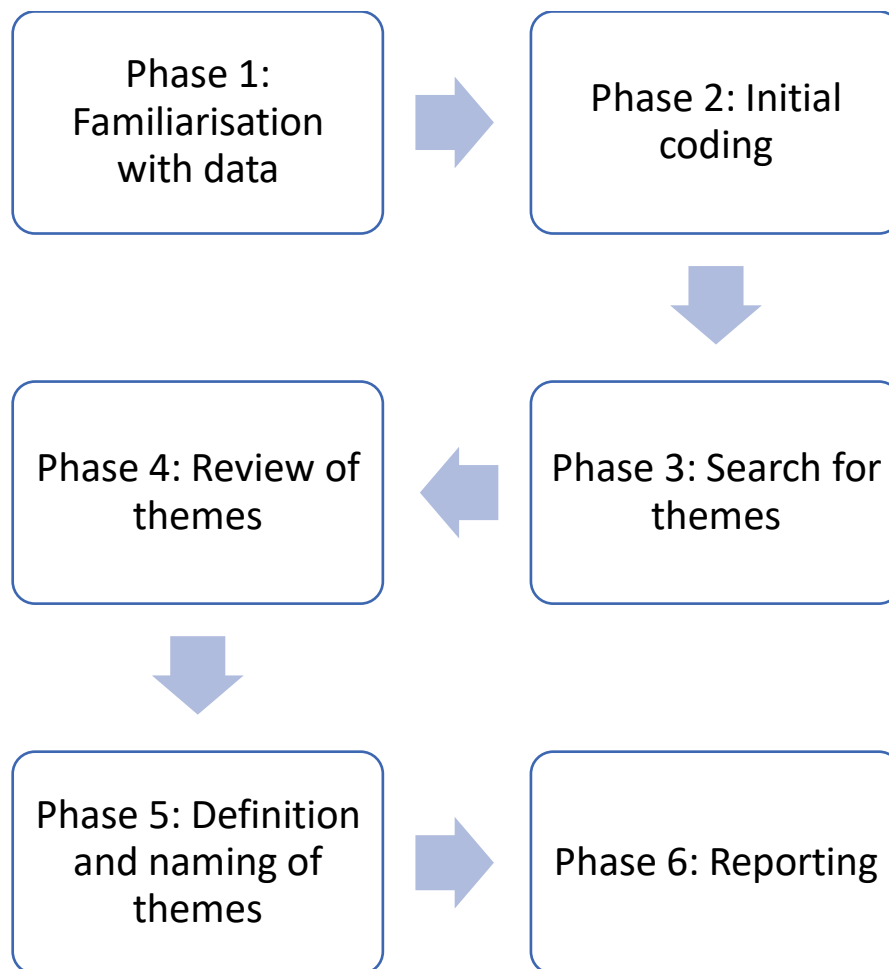 Phase 1:
Familiarisation
with data
Phase 2: Initial
coding
Phase 3: Search for
themes
Phase 4: Review of
themes
Phase 5: Definition
and naming of
themes
Phase 6: Reporting